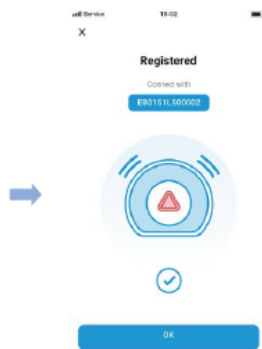 Service
18:02
Registered
Connect with
EB01S1L500002
OK